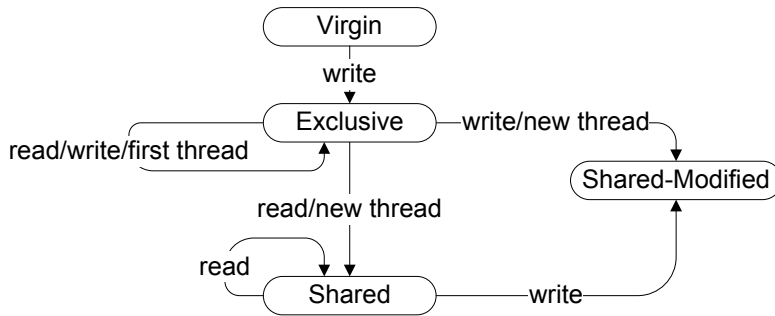 Virgin
write
Exclusive
write/new thread
read/write/first thread
Shared-Modified
read/new thread
read
Shared
write